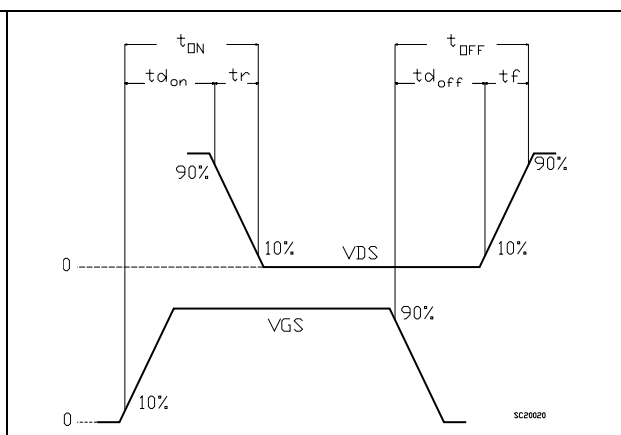 tON tOFF
tdon tr tdoff tf
90% 90%
10% 10%
0 VDS
90%
VGS
10%
0
SC20020